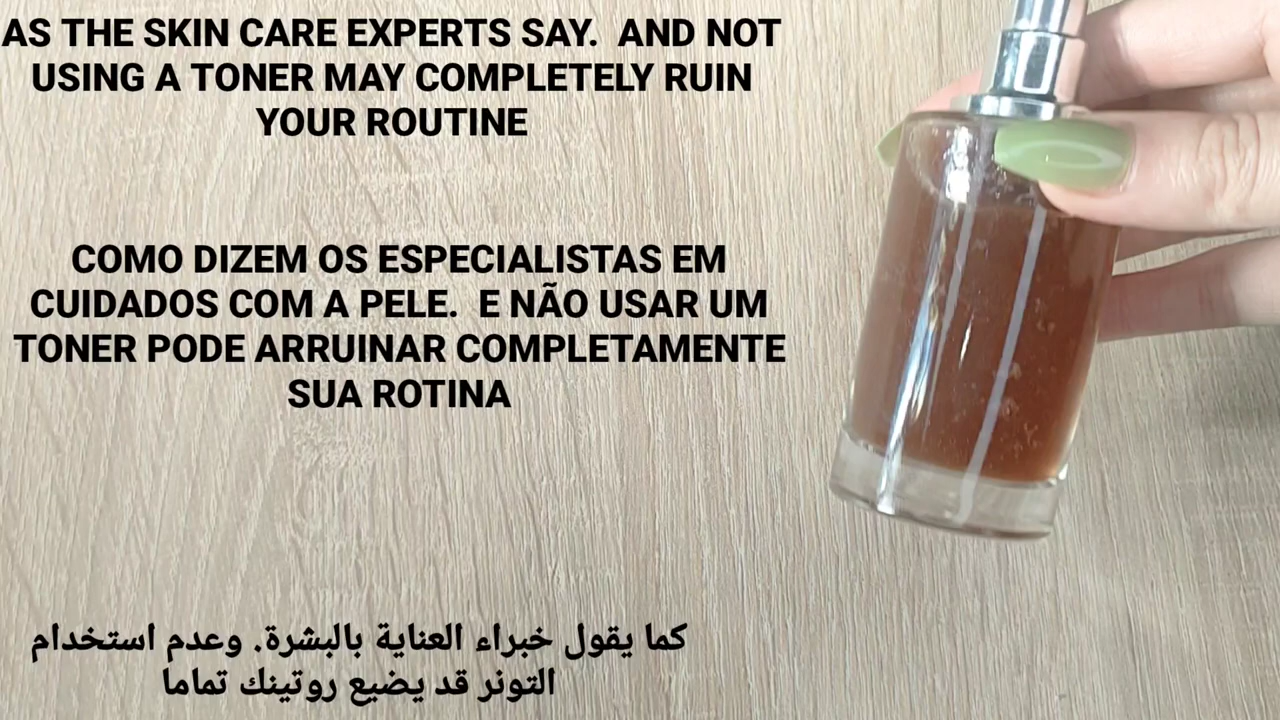 AS THE SKIN CARE EXPERTS SAY.  AND NOT
USING A TONER MAY COMPLETELY RUIN
YOUR ROUTINE
COMO DIZEM OS ESPECIALISTAS EM
CUIDADOS COM A PELE.  E NÃO USAR UM
TONER PODE ARRUINAR COMPLETAMENTE
SUA ROTINA
كما يقول خبراء العناية بالبشرة. وعدم استخدام
التونر قد يضيع روتينك تماما